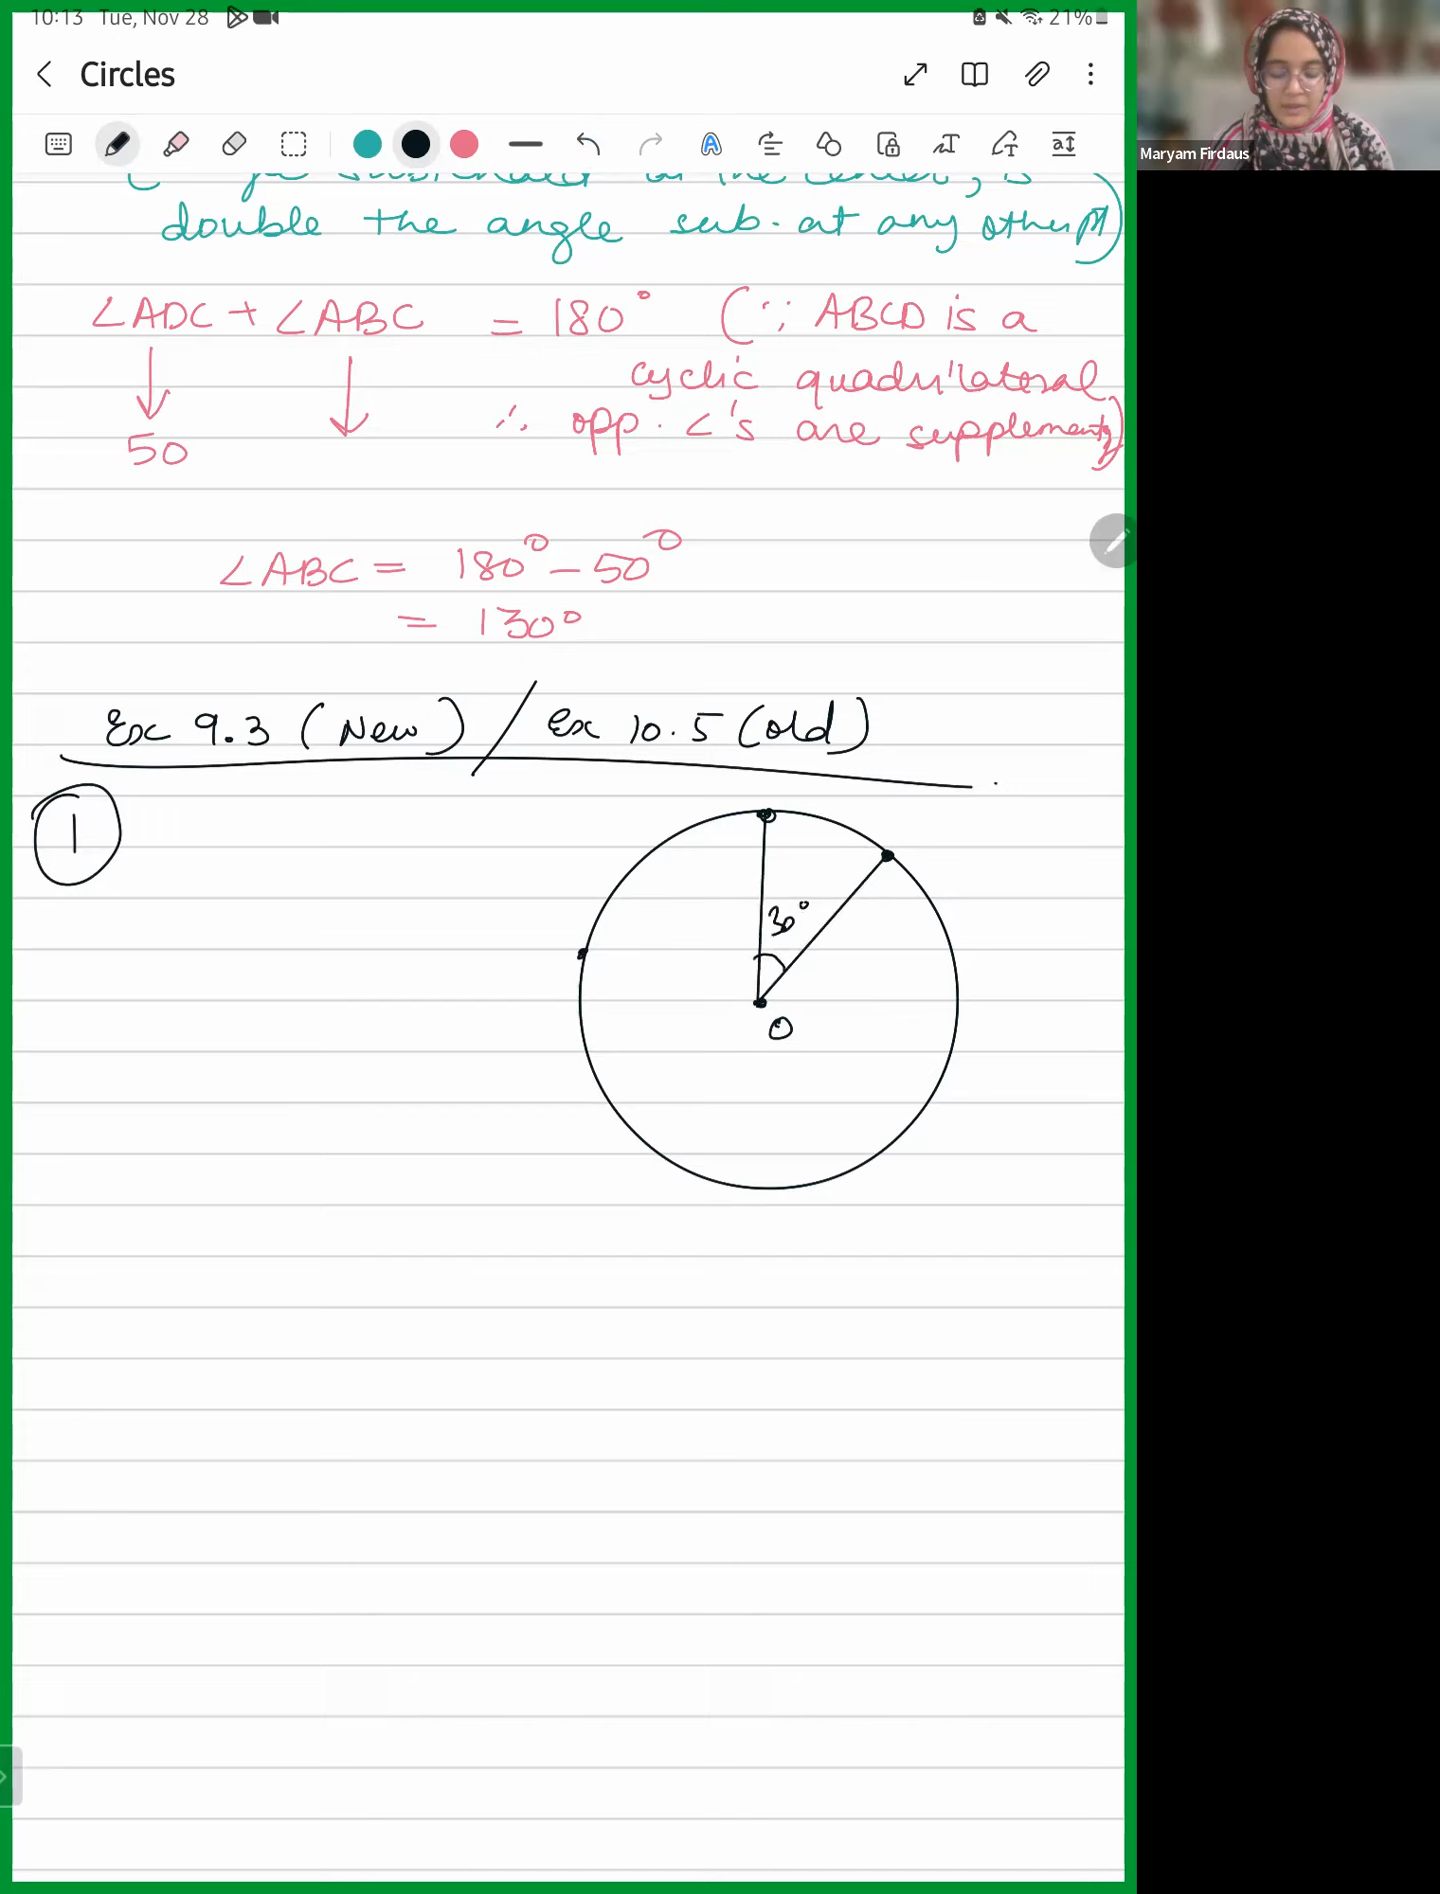 10:13 Tue, Nov 28 21%
Circles
Maryam Firdaus
double the angle sub. at any other pt)
∠ADC + ∠ABC = 180° (∵ ABCD is a
cyclic quadrilateral
50 ∴ opp. ∠'s are supplementy)
∠ABC = 180° - 50°
= 130°
Exc 9.3 (New) / Ex 10.5 (old)
1
30°
O